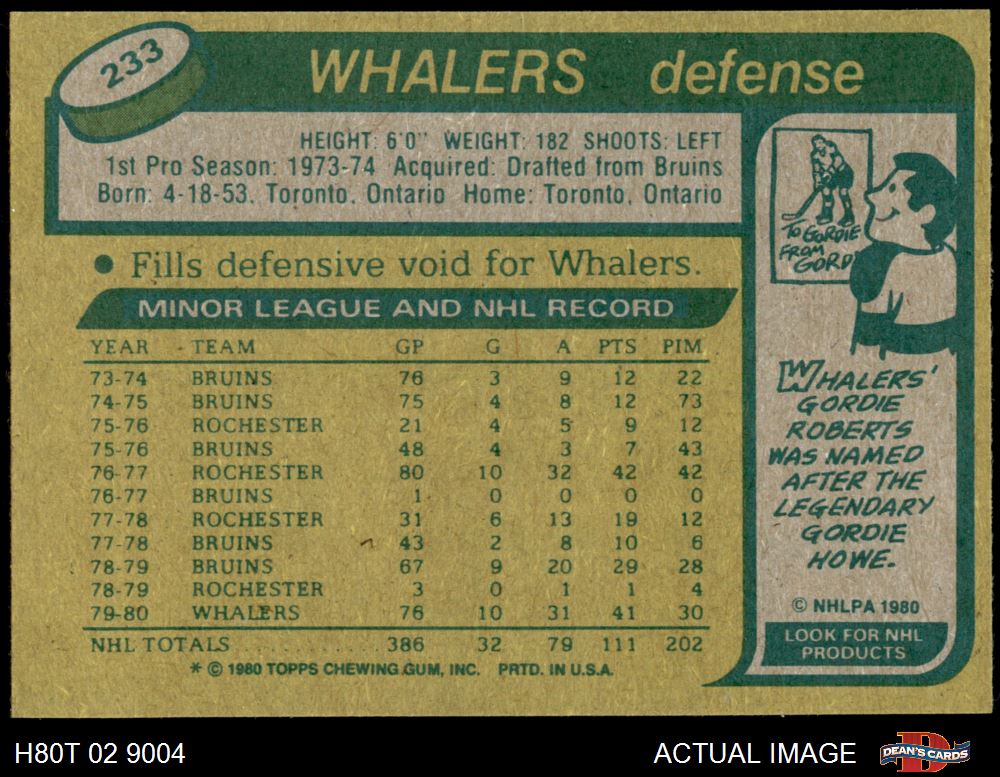 233
WHALERS defense
HEIGHT: 6'0" WEIGHT: 182 SHOOTS: LEFT
1st Pro Season: 1973-74 Acquired: Drafted from Bruins
Born: 4-18-53, Toronto, Ontario Home: Toronto, Ontario
• Fills defensive void for Whalers.
MINOR LEAGUE AND NHL RECORD
YEAR TEAM GP G A PTS PIM
73-74 BRUINS 76 3 9 12 22
74-75 BRUINS 75 4 8 12 73
75-76 ROCHESTER 21 4 5 9 12
75-76 BRUINS 48 4 3 7 43
76-77 ROCHESTER 80 10 32 42 42
76-77 BRUINS 1 0 0 0 0
77-78 ROCHESTER 31 6 13 19 12
77-78 BRUINS 43 2 8 10 6
78-79 BRUINS 67 9 20 29 28
78-79 ROCHESTER 3 0 1 1 4
79-80 WHALERS 76 10 31 41 30
NHL TOTALS .......... 386 32 79 111 202
* © 1980 TOPPS CHEWING GUM, INC. PRTD. IN U.S.A.
TO GORDIE
FROM
GORD
WHALERS'
GORDIE
ROBERTS
WAS NAMED
AFTER THE
LEGENDARY
GORDIE
HOWE.
© NHLPA 1980
LOOK FOR NHL
PRODUCTS
H80T 02 9004
ACTUAL IMAGE
D
DEAN'S CARDS